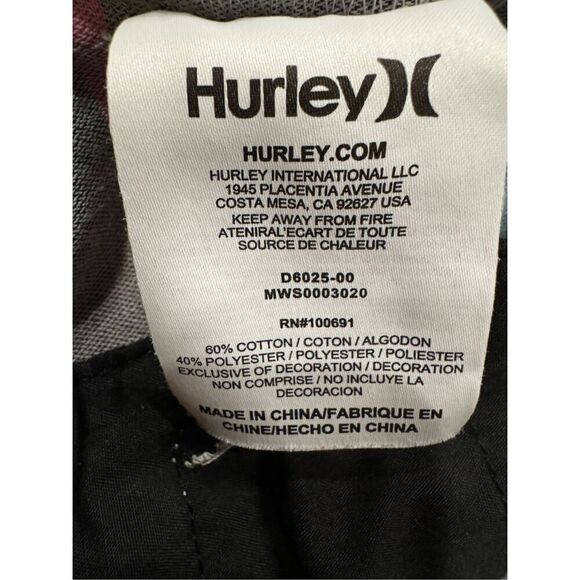 Hurley
HURLEY.COM
HURLEY INTERNATIONAL LLC
1945 PLACENTIA AVENUE
COSTA MESA, CA 92627 USA
KEEP AWAY FROM FIRE
ATENIRAL'ECART DE TOUTE
SOURCE DE CHALEUR
D6025-00
MWS0003020
RN#100691
60% COTTON / COTON / ALGODON
40% POLYESTER / POLYESTER / POLIESTER
EXCLUSIVE OF DECORATION / DECORATION
NON COMPRISE / NO INCLUYE LA
DECORACION
MADE IN CHINA/FABRIQUE EN
CHINE/HECHO EN CHINA